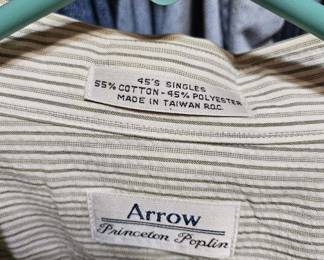 45'S SINGLES
55% COTTON - 45% POLYESTER
MADE IN TAIWAN R.O.C.
Arrow
Princeton Poplin